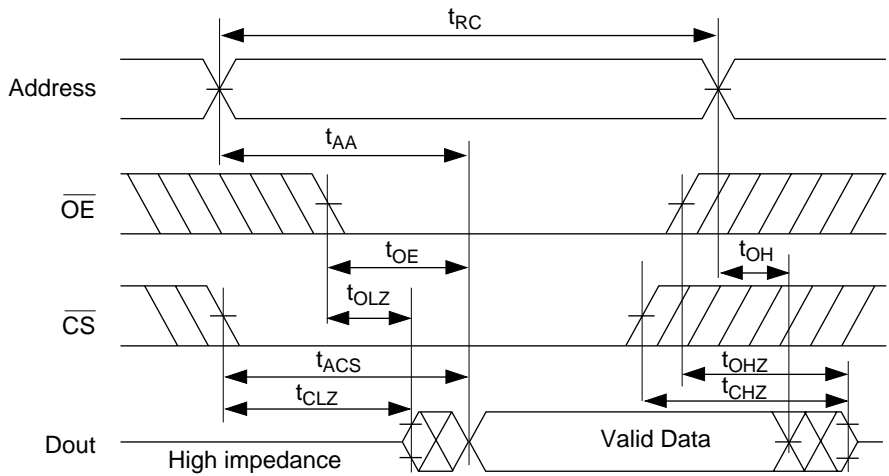 tRC
Address
tAA
OE
tOE
tOH
tOLZ
CS
tACS
tOHZ
tCLZ
tCHZ
Dout
High impedance
Valid Data